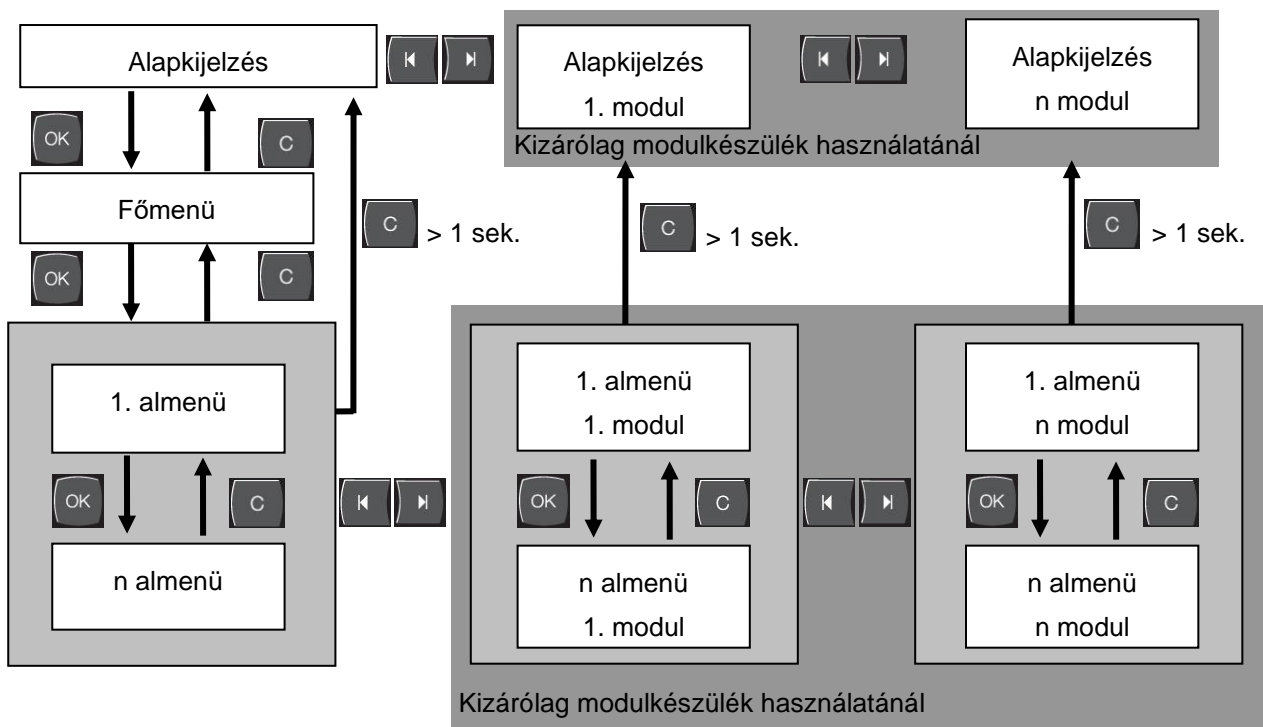 Alapkijelzés
Alapkijelzés
1. modul
Alapkijelzés
n modul
Kizárólag modulkészülék használatánál
OK
C
Főmenü
C > 1 sek.
C > 1 sek.
C > 1 sek.
OK
C
1. almenü
OK
C
n almenü
1. almenü
1. modul
OK
C
n almenü
1. modul
1. almenü
n modul
OK
C
n almenü
n modul
Kizárólag modulkészülék használatánál